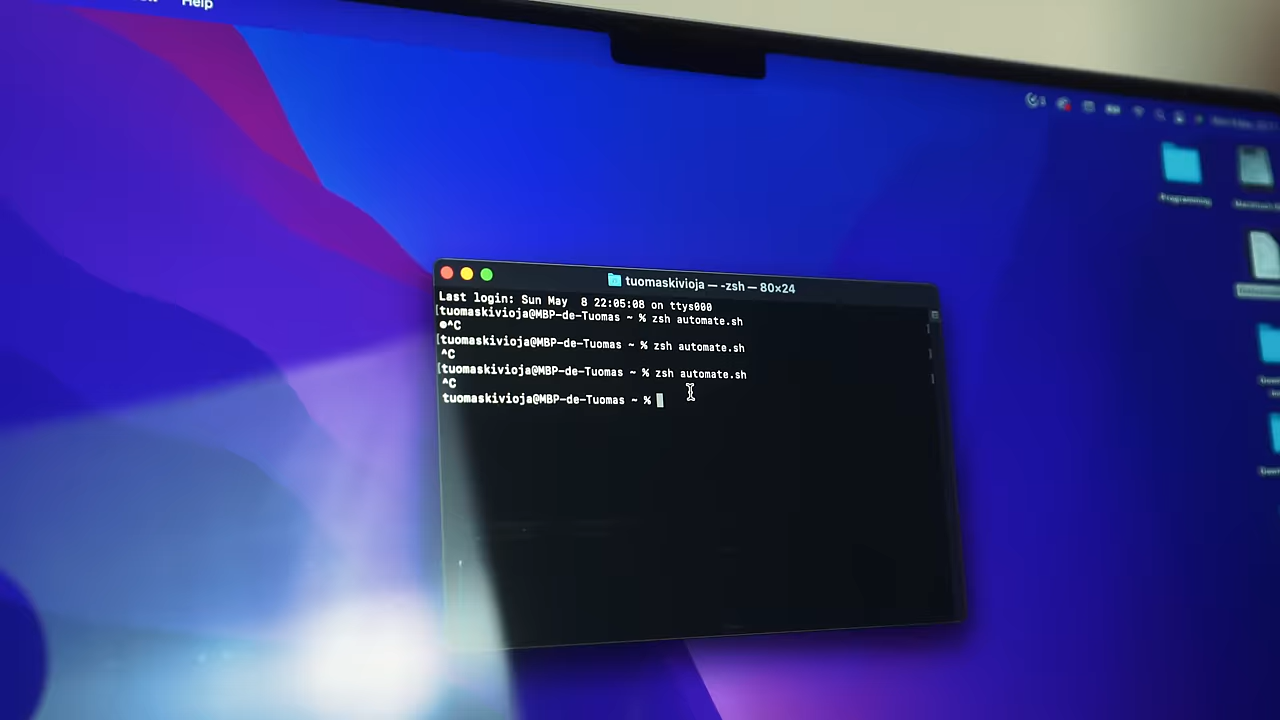 Help
tuomaskivioja — -zsh — 80×24
Last login: Sun May  8 22:05:08 on ttys000
[tuomaskivioja@MBP-de-Tuomas ~ % zsh automate.sh ]
^C
[tuomaskivioja@MBP-de-Tuomas ~ % zsh automate.sh ]
^C
[tuomaskivioja@MBP-de-Tuomas ~ % zsh automate.sh ]
^C
tuomaskivioja@MBP-de-Tuomas ~ %
Programming